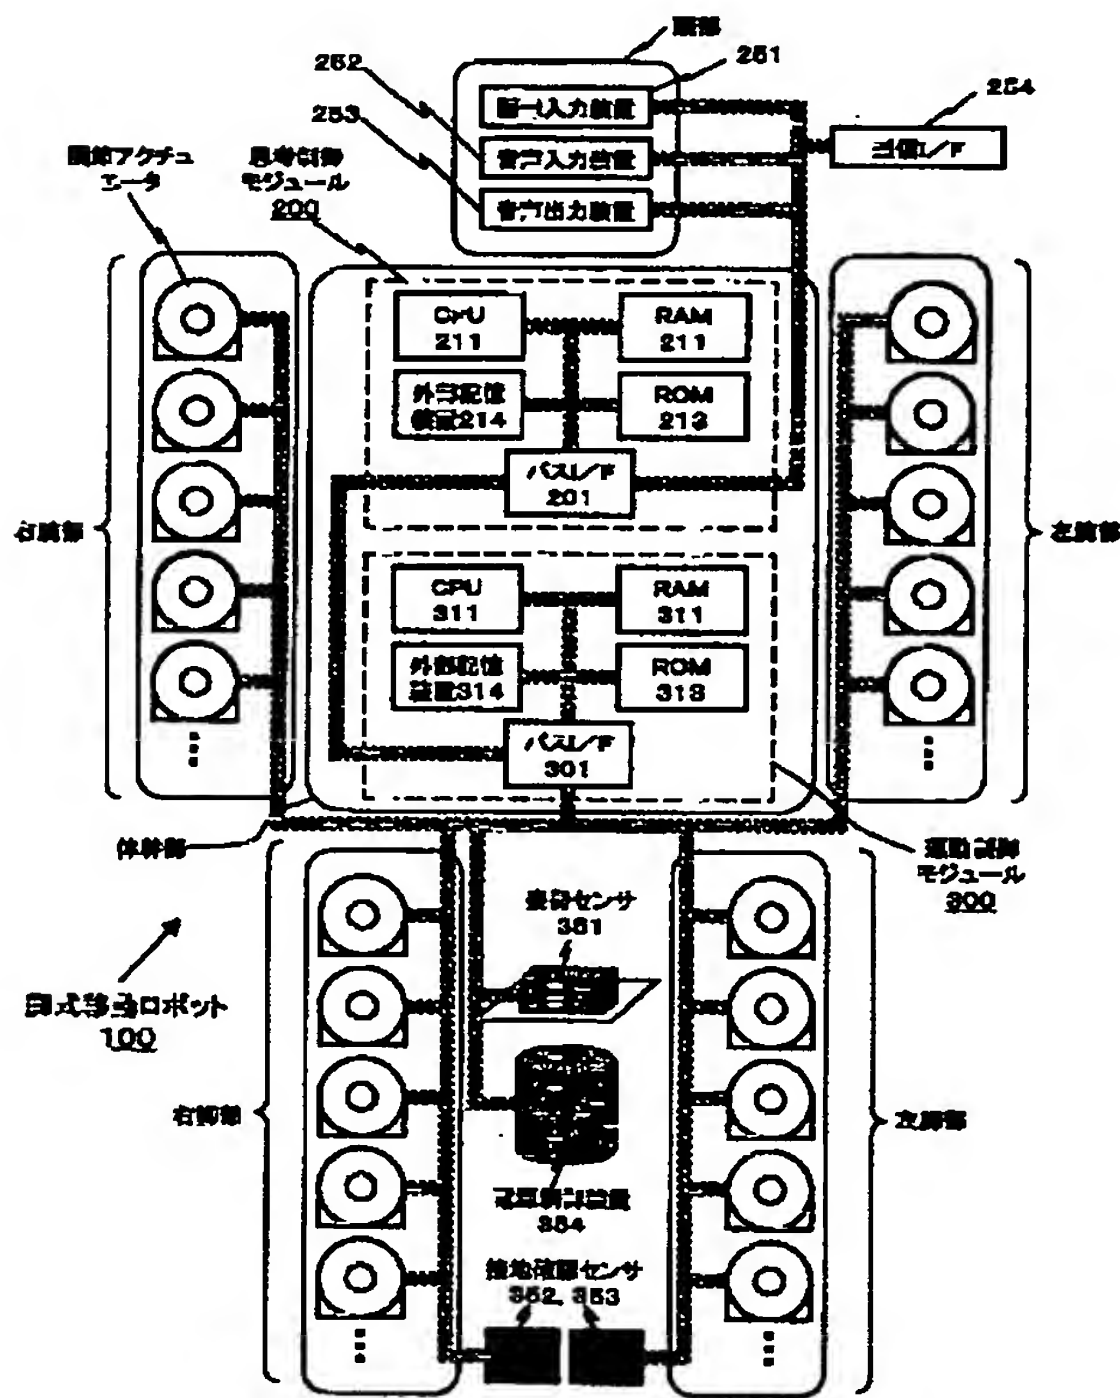 頭部
251
252
253
254
画像入力装置
音声入力装置
音声出力装置
通信I/F
関節アクチュ
エータ
思考制御
モジュール
200
CPU
211
RAM
211
外部記憶
装置214
ROM
213
バスI/F
201
右腕部
左腕部
CPU
311
RAM
311
外部記憶
装置314
ROM
313
バスI/F
301
体幹部
運動制御
モジュール
300
姿勢センサ
351
脚式移動ロボット
100
右脚部
左脚部
電源制御装置
354
接地確認センサ
352, 353